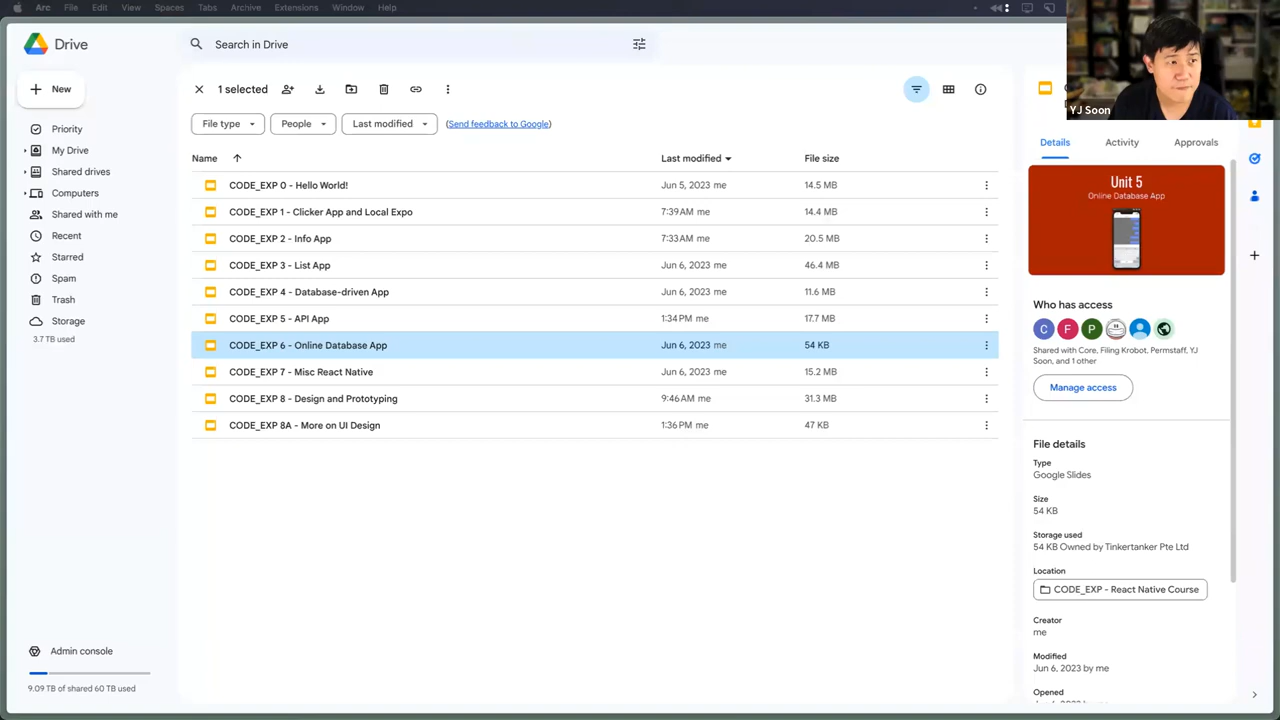 Arc File Edit View Spaces Tabs Archive Extensions Window Help
Drive
Search in Drive
New
1 selected
YJ Soon
File type People Last modified (Send feedback to Google)
Priority
My Drive
Shared drives
Computers
Shared with me
Recent
Starred
Spam
Trash
Storage
3.7 TB used
Name Last modified File size
CODE_EXP 0 - Hello World! Jun 5, 2023 me 14.5 MB
CODE_EXP 1 - Clicker App and Local Expo 7:39 AM me 14.4 MB
CODE_EXP 2 - Info App 7:33 AM me 20.5 MB
CODE_EXP 3 - List App Jun 6, 2023 me 46.4 MB
CODE_EXP 4 - Database-driven App Jun 6, 2023 me 11.6 MB
CODE_EXP 5 - API App 1:34 PM me 17.7 MB
CODE_EXP 6 - Online Database App Jun 6, 2023 me 54 KB
CODE_EXP 7 - Misc React Native Jun 6, 2023 me 15.2 MB
CODE_EXP 8 - Design and Prototyping 9:46 AM me 31.3 MB
CODE_EXP 8A - More on UI Design 1:36 PM me 47 KB
Admin console
9.09 TB of shared 60 TB used
Details Activity Approvals
Unit 5
Online Database App
Who has access
C F P
Shared with Core, Filing Krobot, Permstaff, YJ
Soon, and 1 other
Manage access
File details
Type
Google Slides
Size
54 KB
Storage used
54 KB Owned by Tinkertanker Pte Ltd
Location
CODE_EXP - React Native Course
Creator
me
Modified
Jun 6, 2023 by me
Opened